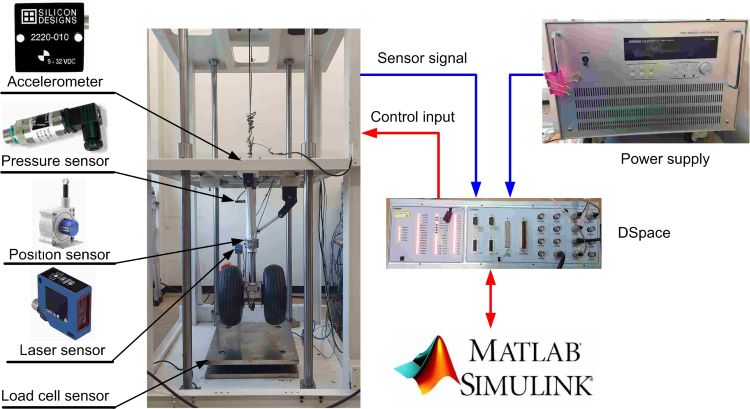 SILICON
DESIGNS
2220-010
9 - 32 VDC
Accelerometer
Pressure sensor
Position sensor
Laser sensor
Load cell sensor
Sensor signal
Control input
Power supply
DSpace
MATLAB
SIMULINK®